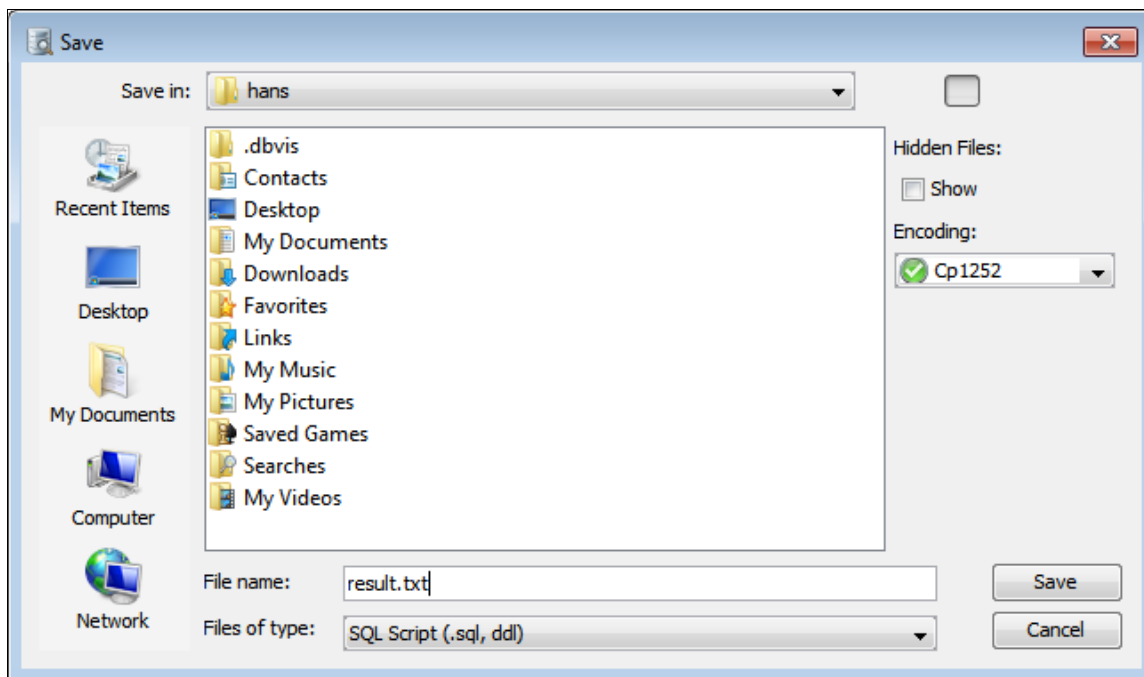 Save
Save in: hans
Recent Items
Desktop
My Documents
Computer
Network
.dbvis
Contacts
Desktop
My Documents
Downloads
Favorites
Links
My Music
My Pictures
Saved Games
Searches
My Videos
Hidden Files:
Show
Encoding:
Cp1252
File name: result.txt
Save
Files of type: SQL Script (.sql, ddl)
Cancel